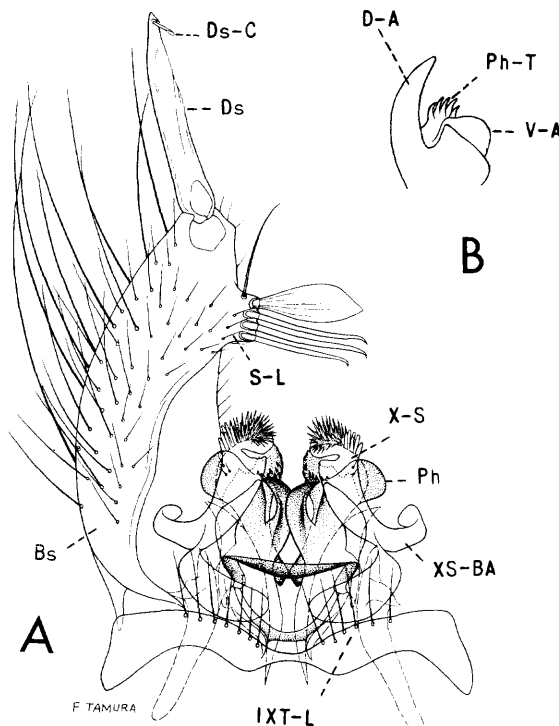 Ds-C
Ds
D-A
Ph-T
V-A
B
S-L
X-S
Ph
Bs
XS-BA
A
IXT-L
F TAMURA